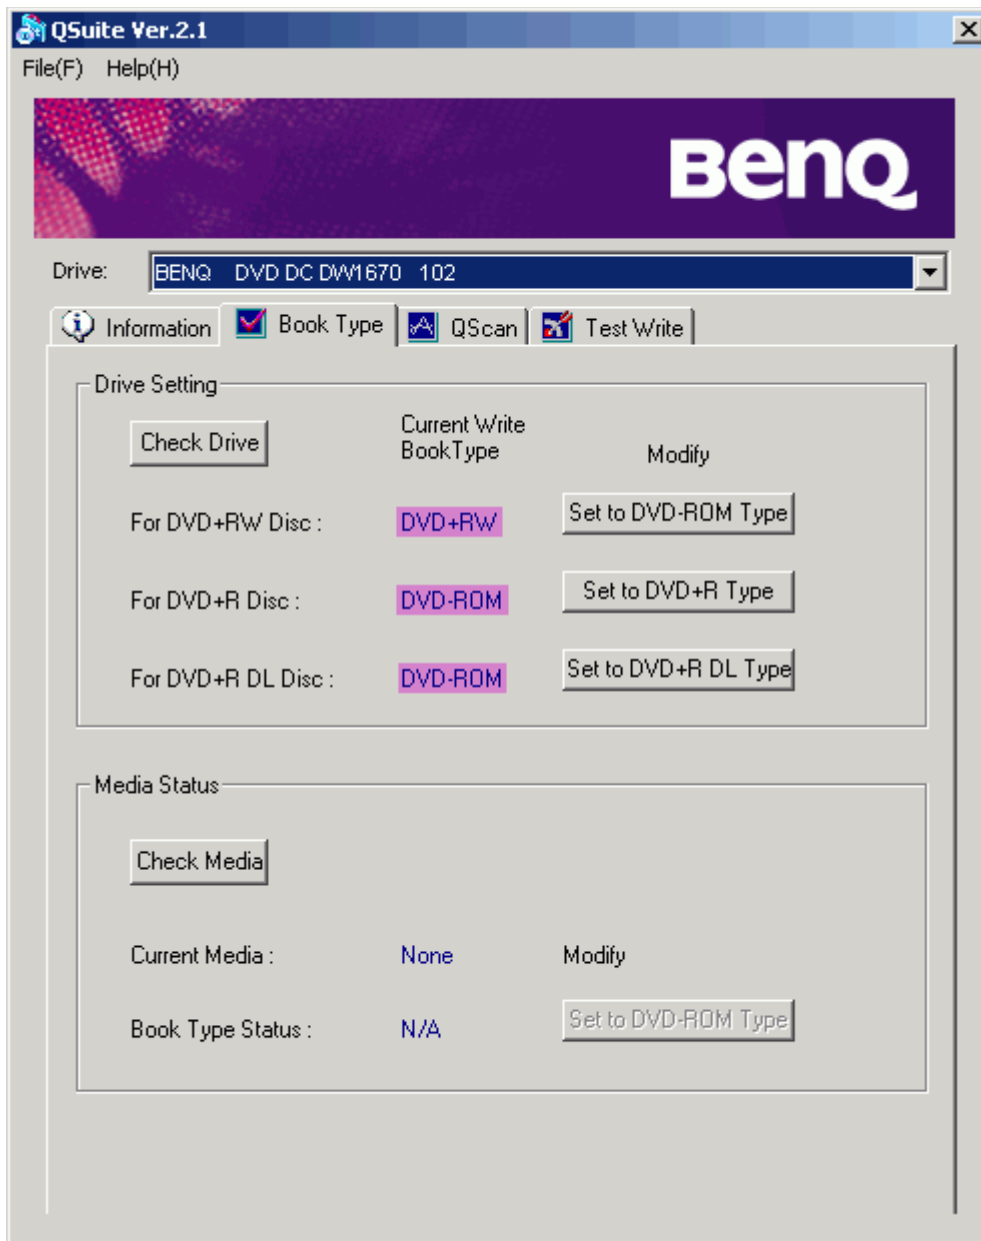 QSuite Ver.2.1
File(F) Help(H)
BenQ
Drive: BENQ DVD DC DW1670 102
Information Book Type QScan Test Write
Drive Setting
Check Drive
Current Write
BookType
Modify
For DVD+RW Disc : DVD+RW Set to DVD-ROM Type
For DVD+R Disc : DVD-ROM Set to DVD+R Type
For DVD+R DL Disc : DVD-ROM Set to DVD+R DL Type
Media Status
Check Media
Current Media : None Modify
Book Type Status : N/A Set to DVD-ROM Type